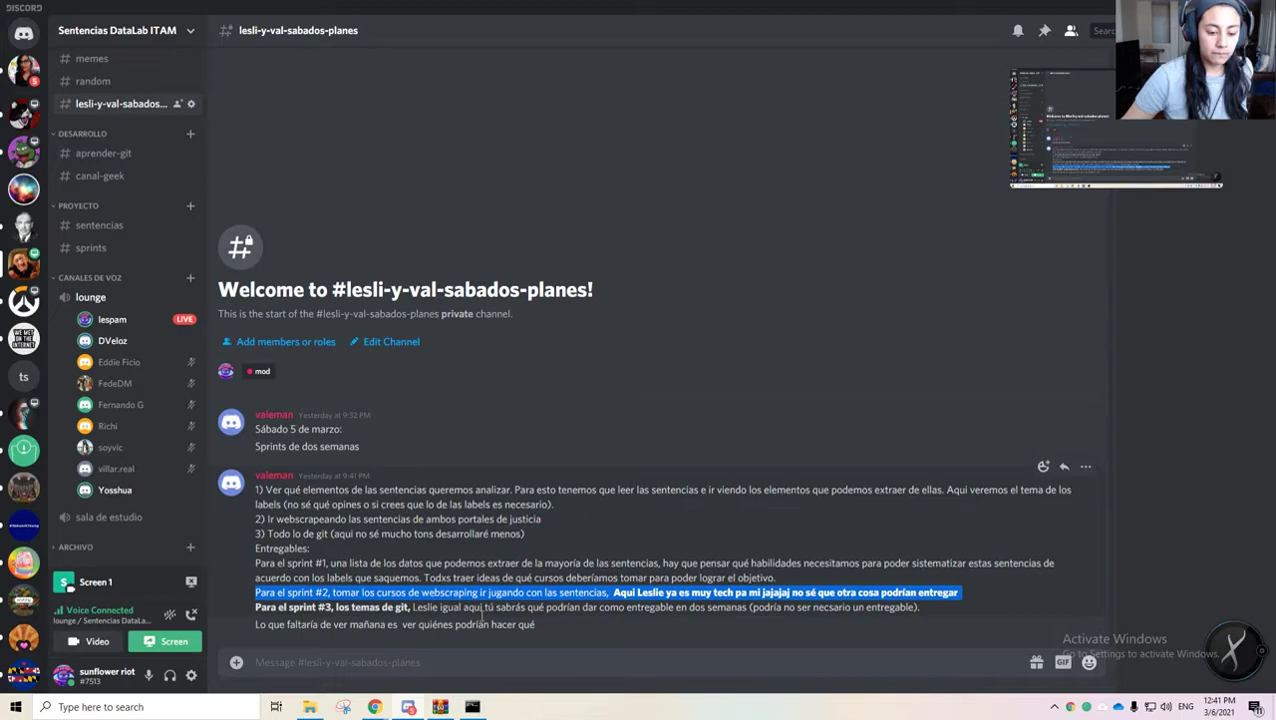 DISCORD
Sentencias DataLab ITAM
# lesli-y-val-sabados-planes
Search
# memes
# random
# lesli-y-val-sabados...
DESARROLLO
# aprender-git
# canal-geek
PROYECTO
# sentencias
# sprints
CANALES DE VOZ
lounge
lespam LIVE
DVeloz
Eddie Ficio
FedeDM
Fernando G
Richi
soyvic
villar.real
Yosshua
sala de estudio
ARCHIVO
Screen 1
Voice Connected
lounge / Sentencias DataLa...
Video
Screen
sunflower riot
#7513
ts
WE MET
ON THE
INTERNET
Welcome to #lesli-y-val-sabados-planes!
This is the start of the #lesli-y-val-sabados-planes private channel.
Add members or roles Edit Channel
mod
valeman Yesterday at 9:32 PM
Sábado 5 de marzo:
Sprints de dos semanas
valeman Yesterday at 9:41 PM
1) Ver qué elementos de las sentencias queremos analizar. Para esto tenemos que leer las sentencias e ir viendo los elementos que podemos extraer de ellas. Aqui veremos el tema de los
labels (no sé qué opines o si crees que lo de las labels es necesario).
2) Ir webscrapeando las sentencias de ambos portales de justicia
3) Todo lo de git (aqui no sé mucho tons desarrollaré menos)
Entregables:
Para el sprint #1, una lista de los datos que podemos extraer de la mayoría de las sentencias, hay que pensar qué habilidades necesitamos para poder sistematizar estas sentencias de
acuerdo con los labels que saquemos. Todxs traer ideas de qué cursos deberíamos tomar para poder lograr el objetivo.
Para el sprint #2, tomar los cursos de webscraping ir jugando con las sentencias, Aqui Leslie ya es muy tech pa mi jajajaj no sé que otra cosa podrían entregar
Para el sprint #3, los temas de git, Leslie igual aqui tú sabrás qué podrían dar como entregable en dos semanas (podría no ser necsario un entregable).
Lo que faltaría de ver mañana es ver quiénes podrían hacer qué
Message #lesli-y-val-sabados-planes
GIF
Activate Windows
Go to Settings to activate Windows.
Type here to search
ENG
12:41 PM
3/6/2021